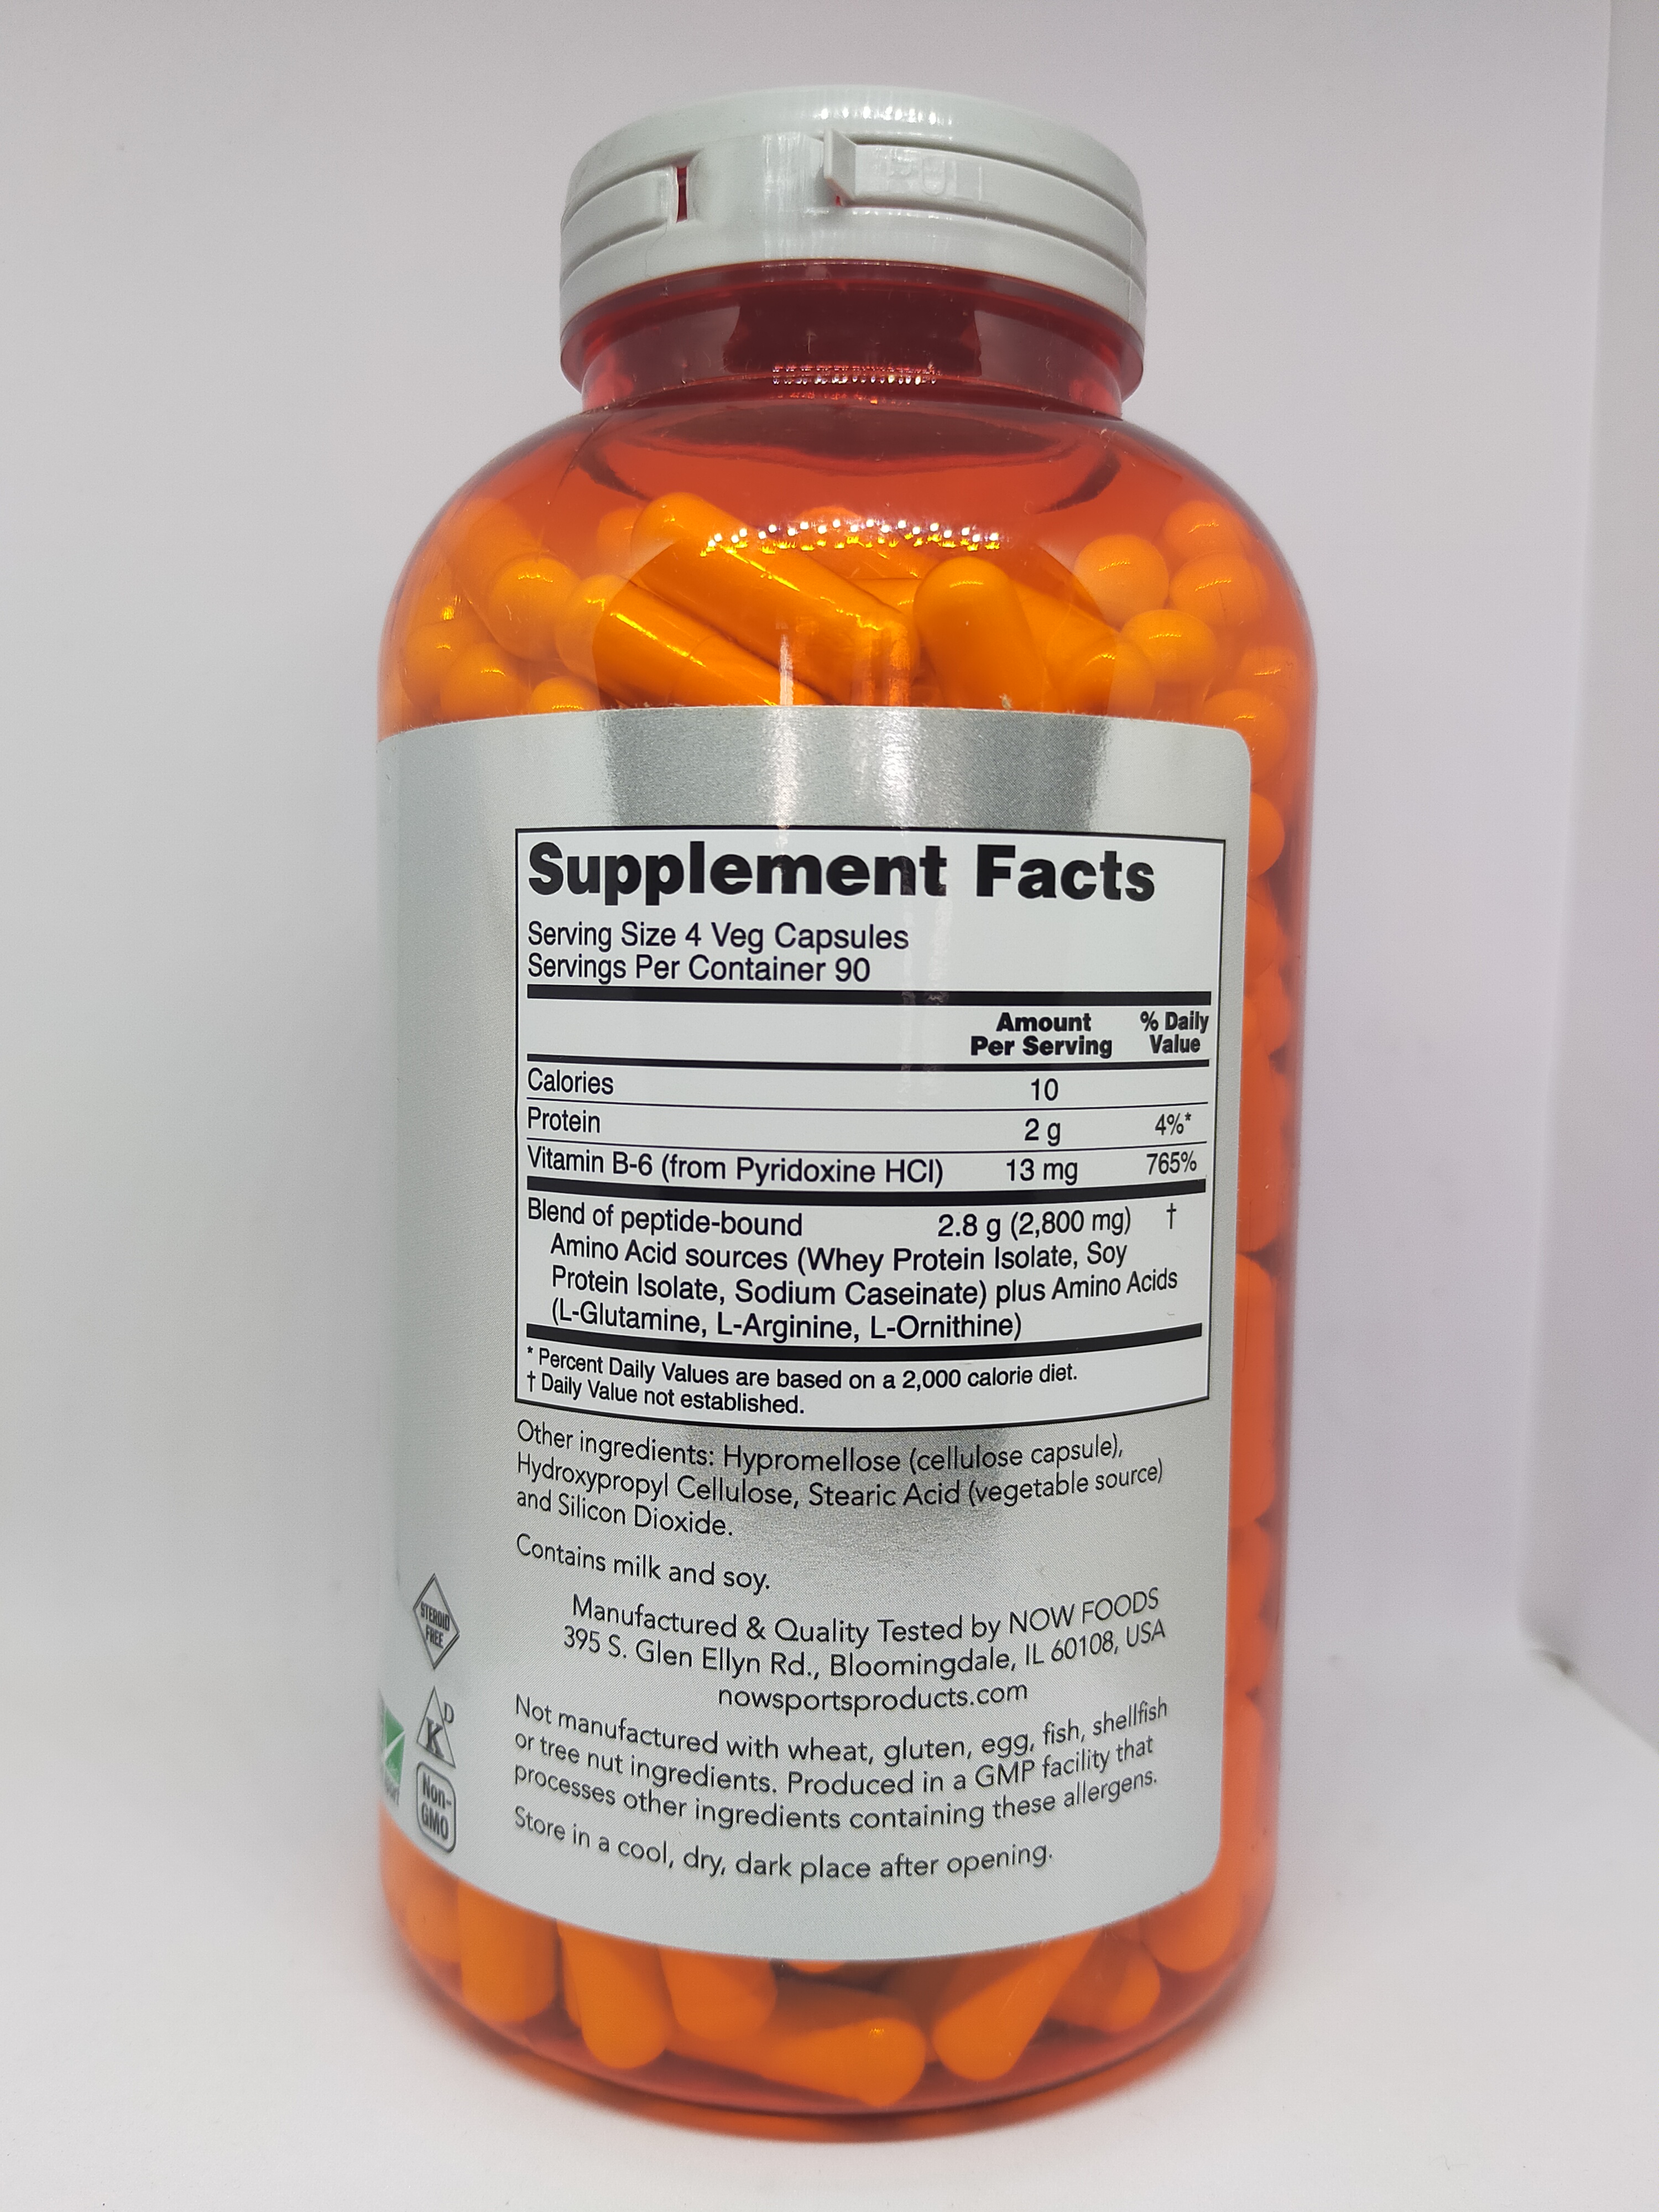 Supplement Facts
Serving Size 4 Veg Capsules
Servings Per Container 90
Amount Per Serving % Daily Value
Calories 10
Protein 2 g 4%*
Vitamin B-6 (from Pyridoxine HCl) 13 mg 765%
Blend of peptide-bound 2.8 g (2,800 mg) †
Amino Acid sources (Whey Protein Isolate, Soy
Protein Isolate, Sodium Caseinate) plus Amino Acids
(L-Glutamine, L-Arginine, L-Ornithine)
* Percent Daily Values are based on a 2,000 calorie diet.
† Daily Value not established.
Other ingredients: Hypromellose (cellulose capsule),
Hydroxypropyl Cellulose, Stearic Acid (vegetable source)
and Silicon Dioxide.
Contains milk and soy.
Manufactured & Quality Tested by NOW FOODS
395 S. Glen Ellyn Rd., Bloomingdale, IL 60108, USA
nowsportsproducts.com
Not manufactured with wheat, gluten, egg, fish, shellfish
or tree nut ingredients. Produced in a GMP facility that
processes other ingredients containing these allergens.
Store in a cool, dry, dark place after opening.
STEROID
FREE
K D
Non-
GMO